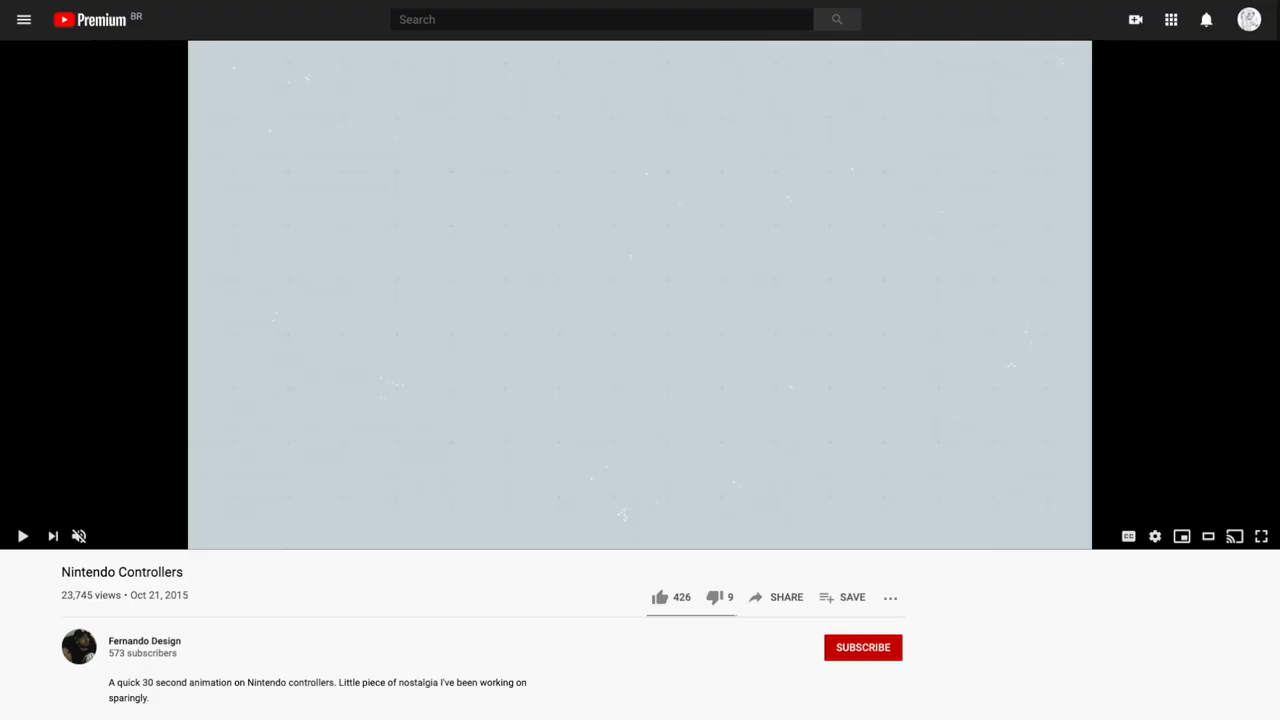 Premium BR
Search
CC
Nintendo Controllers
23,745 views • Oct 21, 2015
426 9 SHARE SAVE
Fernando Design
573 subscribers
SUBSCRIBE
A quick 30 second animation on Nintendo controllers. Little piece of nostalgia I've been working on
sparingly.